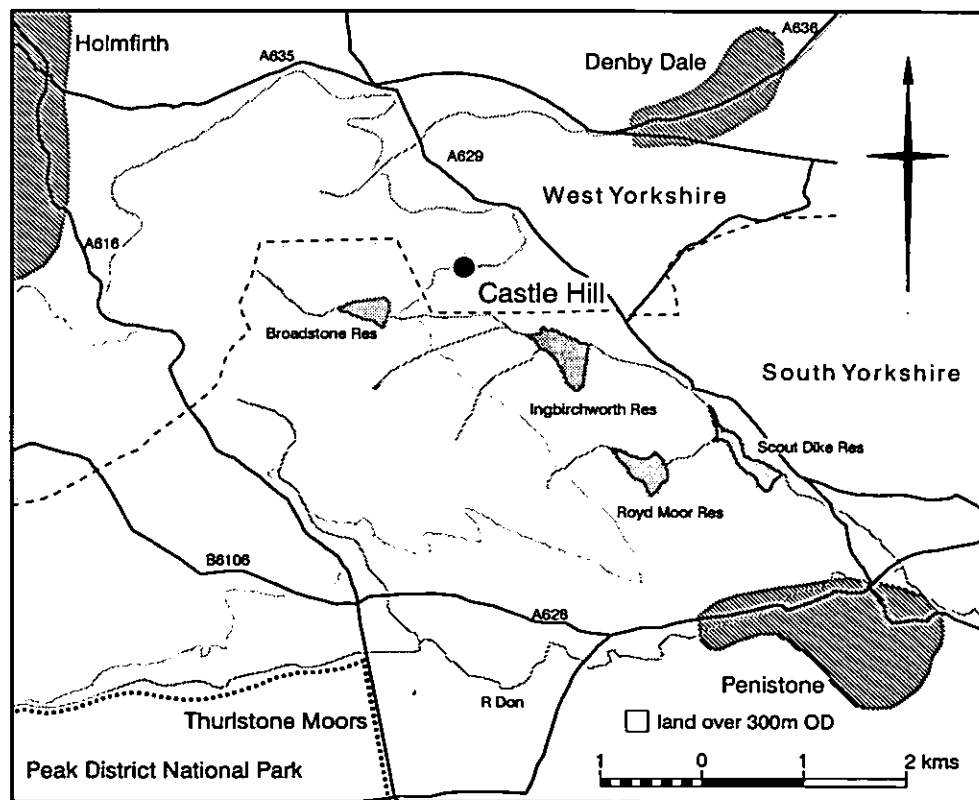 Holmfirth
A635
A636
Denby Dale
A629
West Yorkshire
A616
Castle Hill
Broadstone Res
South Yorkshire
Ingbirchworth Res
Scout Dike Res
Royd Moor Res
B6106
A628
Penistone
R Don
Thurlstone Moors
land over 300m OD
Peak District National Park
1 0 1 2 kms